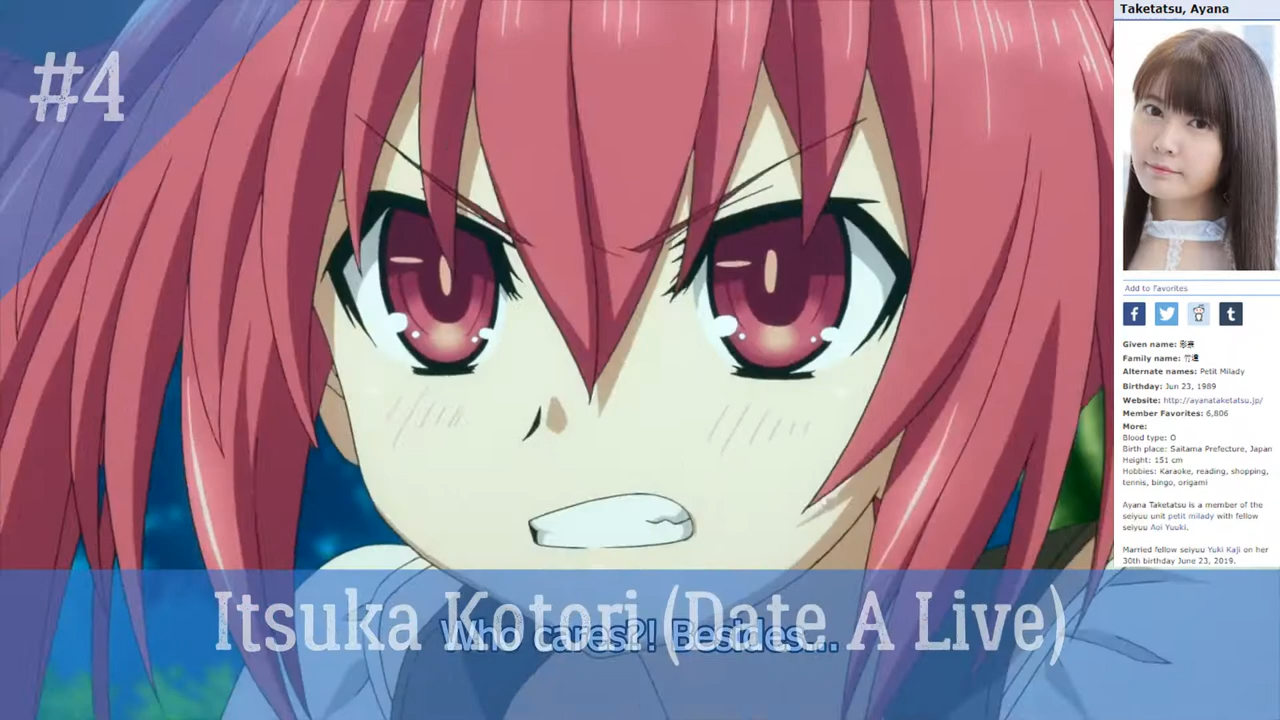 Taketatsu, Ayana
#4
Add to Favorites
Given name: 彩奈
Family name: 竹達
Alternate names: Petit Milady
Birthday: Jun 23, 1989
Website: http://ayanataketatsu.jp/
Member Favorites: 6,806
More:
Blood type: O
Birth place: Saitama Prefecture, Japan
Height: 151 cm
Hobbies: Karaoke, reading, shopping,
tennis, bingo, origami
Ayana Taketatsu is a member of the
seiyuu unit petit milady with fellow
seiyuu Aoi Yuuki.
Married fellow seiyuu Yuki Kaji on her
30th birthday June 23, 2019.
Itsuka Kotori (Date A Live)
Who cares?! Besides...